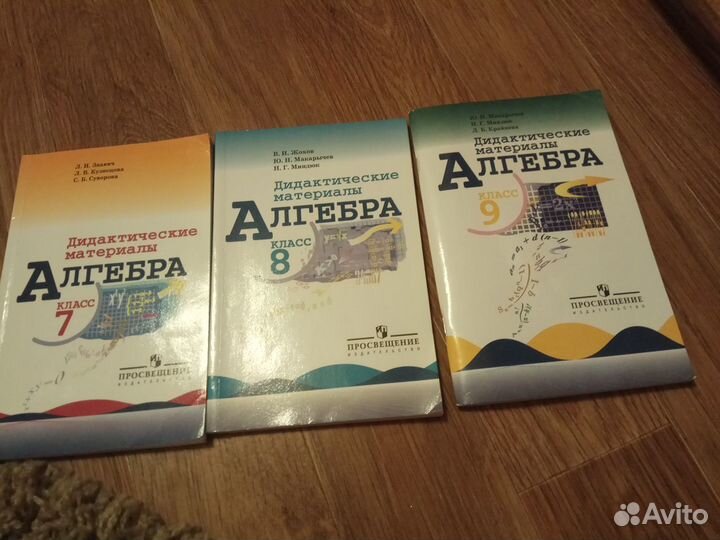 Л. И. Звавич
Л. В. Кузнецова
С. Б. Суворова
Дидактические
материалы
АЛГЕБРА
КЛАСС
7
ПРОСВЕЩЕНИЕ
ИЗДАТЕЛЬСТВО
В. И. Жохов
Ю. Н. Макарычев
Н. Г. Миндюк
Дидактические
материалы
АЛГЕБРА
КЛАСС
8
ПРОСВЕЩЕНИЕ
ИЗДАТЕЛЬСТВО
Ю. Н. Макарычев
Н. Г. Миндюк
Л. Б. Крайнева
Дидактические
материалы
АЛГЕБРА
КЛАСС
9
ПРОСВЕЩЕНИЕ
ИЗДАТЕЛЬСТВО
Avito